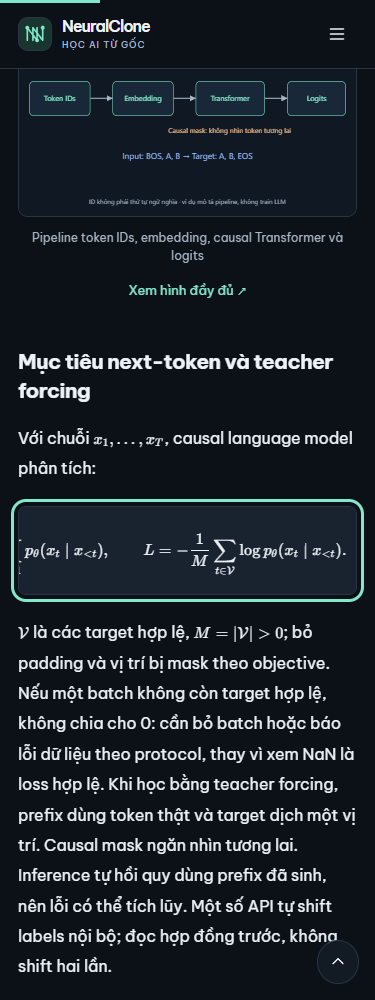 NeuralClone
HỌC AI TỪ GỐC
Token IDs → Embedding → Transformer → Logits
Causal mask: không nhìn token tương lai
Input: BOS, A, B → Target: A, B, EOS
ID không phải thứ tự ngữ nghĩa · ví dụ mô tả pipeline, không train LLM
Pipeline token IDs, embedding, causal Transformer và
logits
Xem hình đầy đủ ↗
Mục tiêu next-token và teacher
forcing
Với chuỗi x₁, . . . , x_T, causal language model
phân tích:
p_θ(x_t | x_{<t}), L = −\frac{1}{M} ∑_{t∈𝒱} log p_θ(x_t | x_{<t}).
𝒱 là các target hợp lệ, M = |𝒱| > 0; bỏ
padding và vị trí bị mask theo objective.
Nếu một batch không còn target hợp lệ,
không chia cho 0: cần bỏ batch hoặc báo
lỗi dữ liệu theo protocol, thay vì xem NaN là
loss hợp lệ. Khi học bằng teacher forcing,
prefix dùng token thật và target dịch một vị
trí. Causal mask ngăn nhìn tương lai.
Inference tự hồi quy dùng prefix đã sinh,
nên lỗi có thể tích lũy. Một số API tự shift
labels nội bộ; đọc hợp đồng trước, không
shift hai lần.